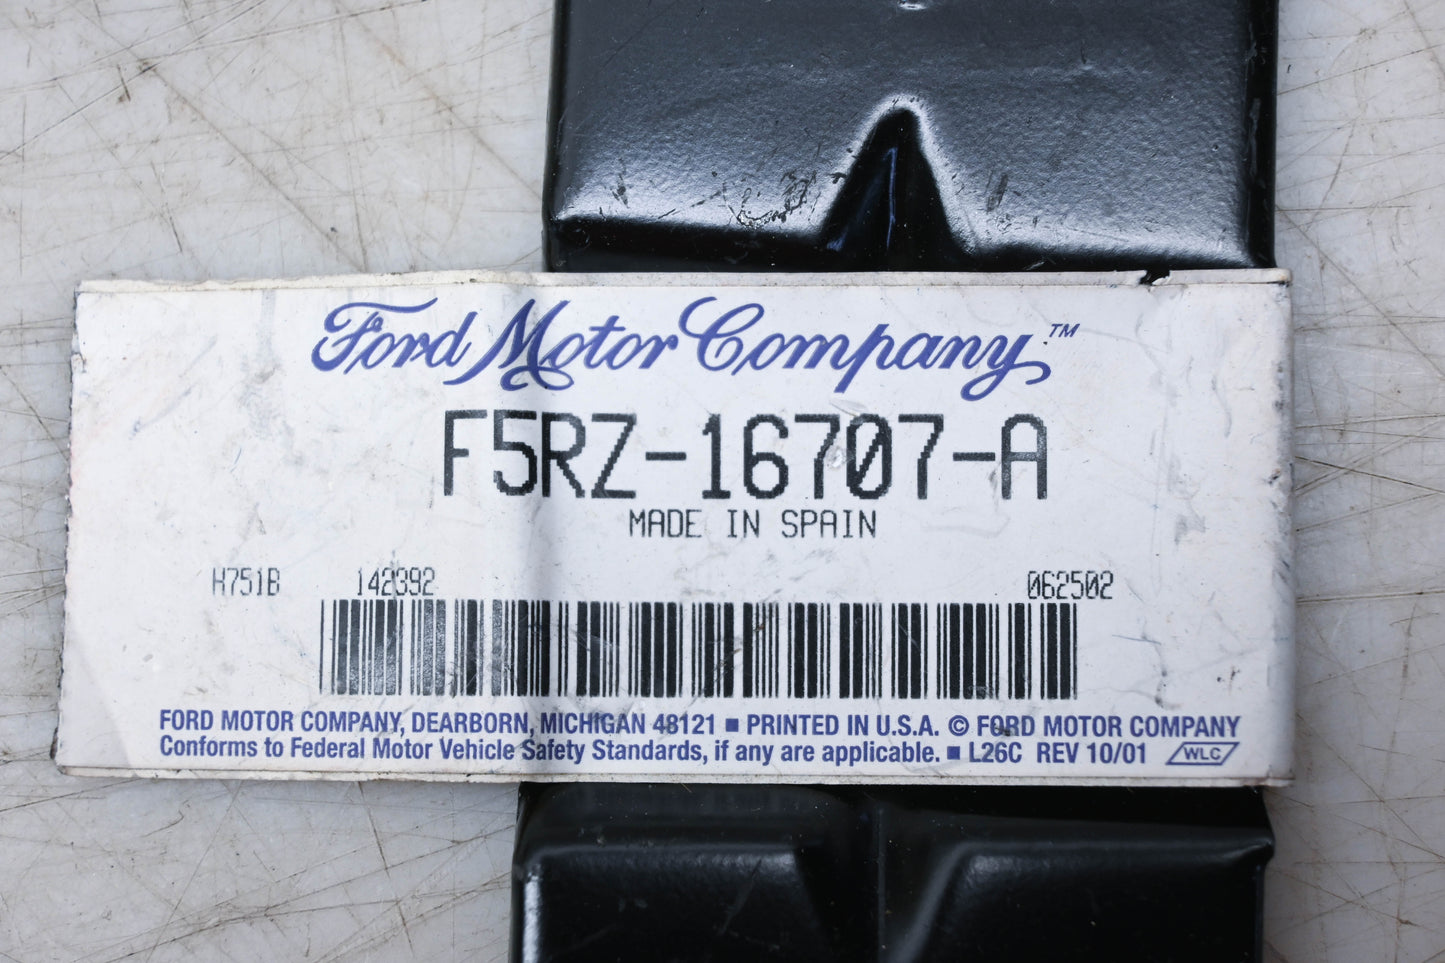 Ford Motor Company™
F5RZ-16707-A
MADE IN SPAIN
H751B 142392 062502
FORD MOTOR COMPANY, DEARBORN, MICHIGAN 48121 ■ PRINTED IN U.S.A. © FORD MOTOR COMPANY
Conforms to Federal Motor Vehicle Safety Standards, if any are applicable. ■ L26C REV 10/01 WLC